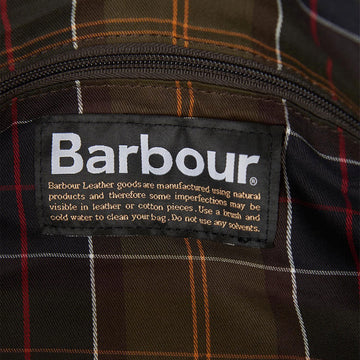 Barbour®
Barbour Leather goods are manufactured using natural
products and therefore some imperfections may be
visible in leather or cotton pieces. Use a brush and
cold water to clean your bag. Do not use any solvents.